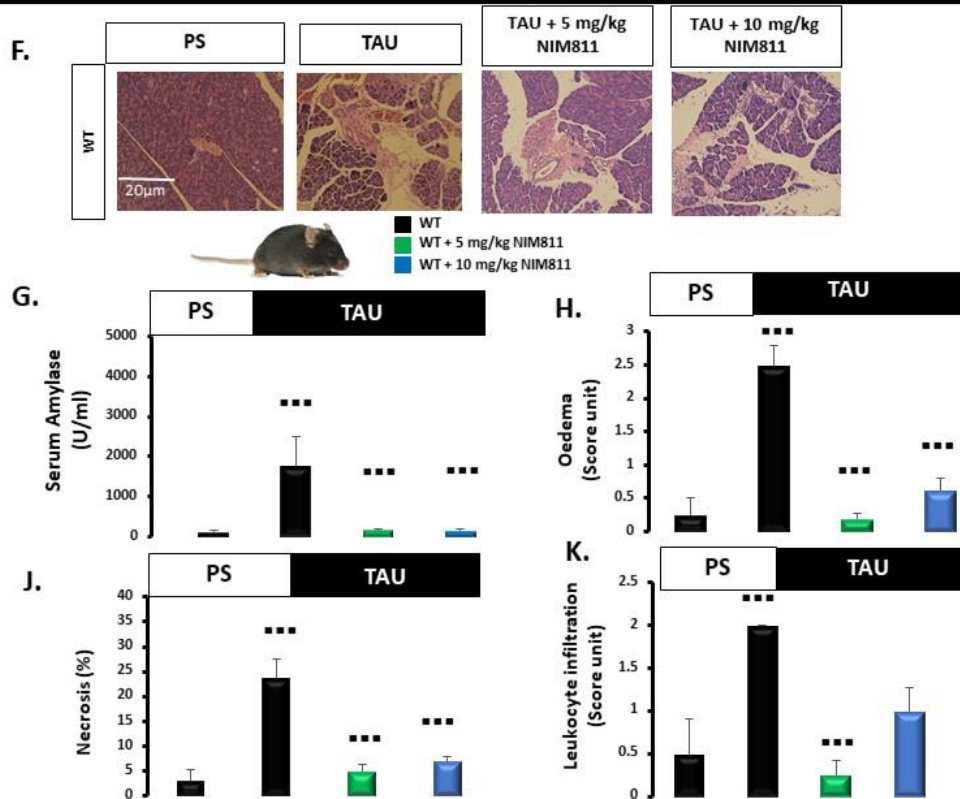 F.
PS
TAU
TAU + 5 mg/kg
NIM811
TAU + 10 mg/kg
NIM811
WT
20µm
WT
WT + 5 mg/kg NIM811
WT + 10 mg/kg NIM811
G.
PS
TAU
Serum Amylase
(U/ml)
5000
4000
3000
2000
1000
0
H.
PS
TAU
Oedema
(Score unit)
3
2.5
2
1.5
1
0.5
0
J.
PS
TAU
Necrosis (%)
40
35
30
25
20
15
10
5
0
K.
PS
TAU
Leukocyte infiltration
(Score unit)
2.5
2
1.5
1
0.5
0